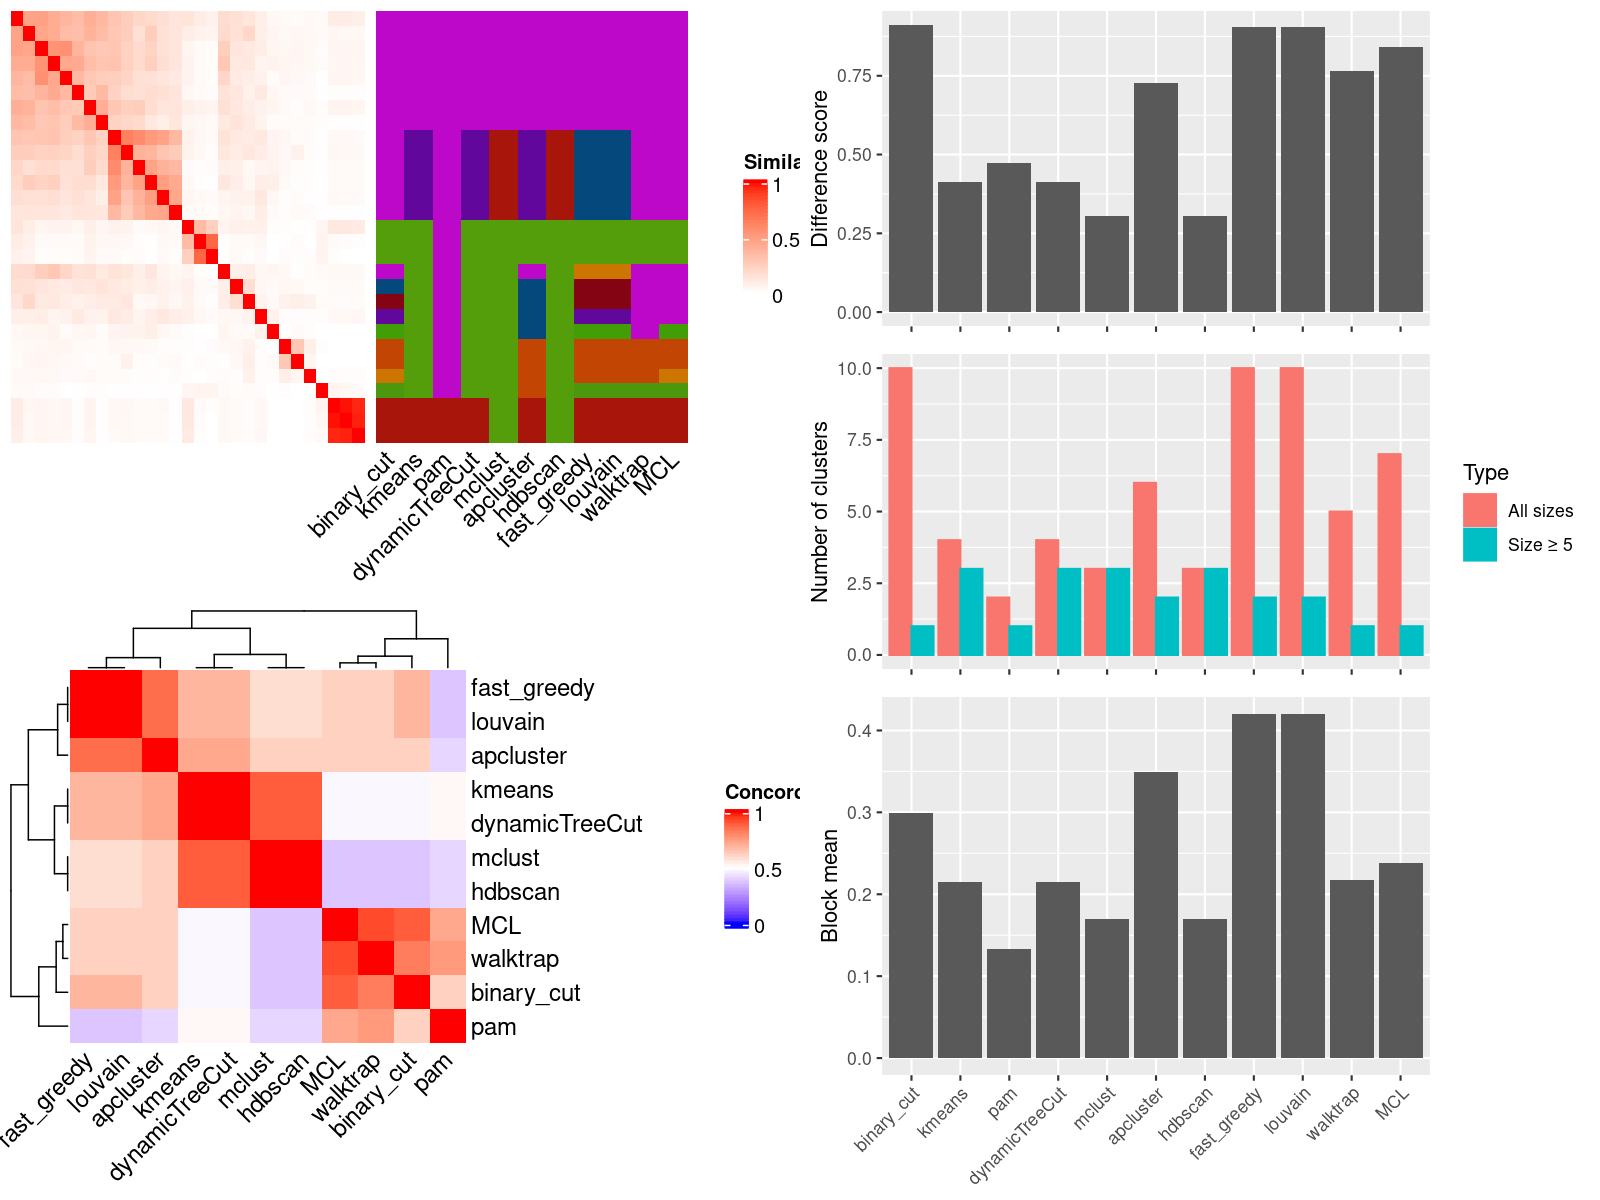 Simila
1
0.5
0
binary_cut
kmeans
pam
dynamicTreeCut
mclust
apcluster
hdbscan
fast_greedy
louvain
walktrap
MCL
fast_greedy
louvain
apcluster
kmeans
dynamicTreeCut
mclust
hdbscan
MCL
walktrap
binary_cut
pam
Concord
1
0.5
0
fast_greedy
louvain
apcluster
kmeans
dynamicTreeCut
mclust
hdbscan
MCL
walktrap
binary_cut
pam
Difference score
0.75
0.50
0.25
0.00
Number of clusters
10.0
7.5
5.0
2.5
0.0
Type
All sizes
Size ≥ 5
Block mean
0.4
0.3
0.2
0.1
0.0
binary_cut
kmeans
pam
dynamicTreeCut
mclust
apcluster
hdbscan
fast_greedy
louvain
walktrap
MCL